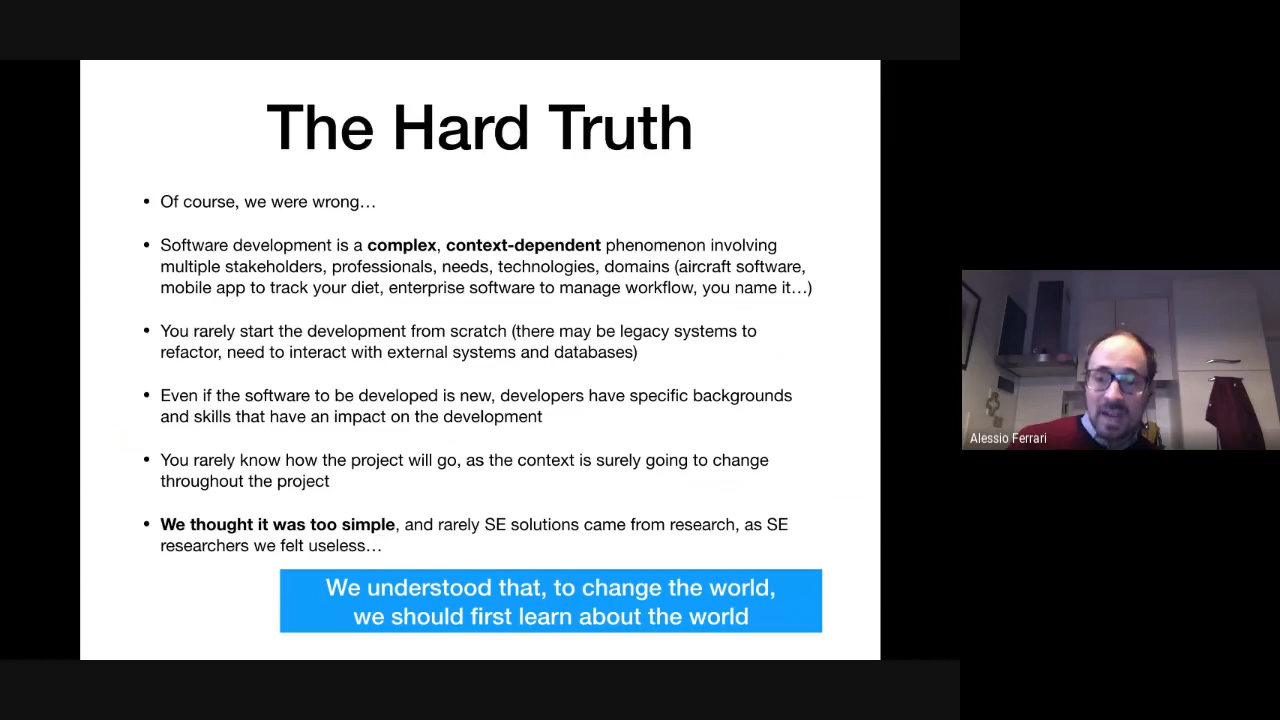 The Hard Truth
• Of course, we were wrong…
• Software development is a complex, context-dependent phenomenon involving
multiple stakeholders, professionals, needs, technologies, domains (aircraft software,
mobile app to track your diet, enterprise software to manage workflow, you name it…)
• You rarely start the development from scratch (there may be legacy systems to
refactor, need to interact with external systems and databases)
• Even if the software to be developed is new, developers have specific backgrounds
and skills that have an impact on the development
• You rarely know how the project will go, as the context is surely going to change
throughout the project
• We thought it was too simple, and rarely SE solutions came from research, as SE
researchers we felt useless…
We understood that, to change the world,
we should first learn about the world
Alessio Ferrari